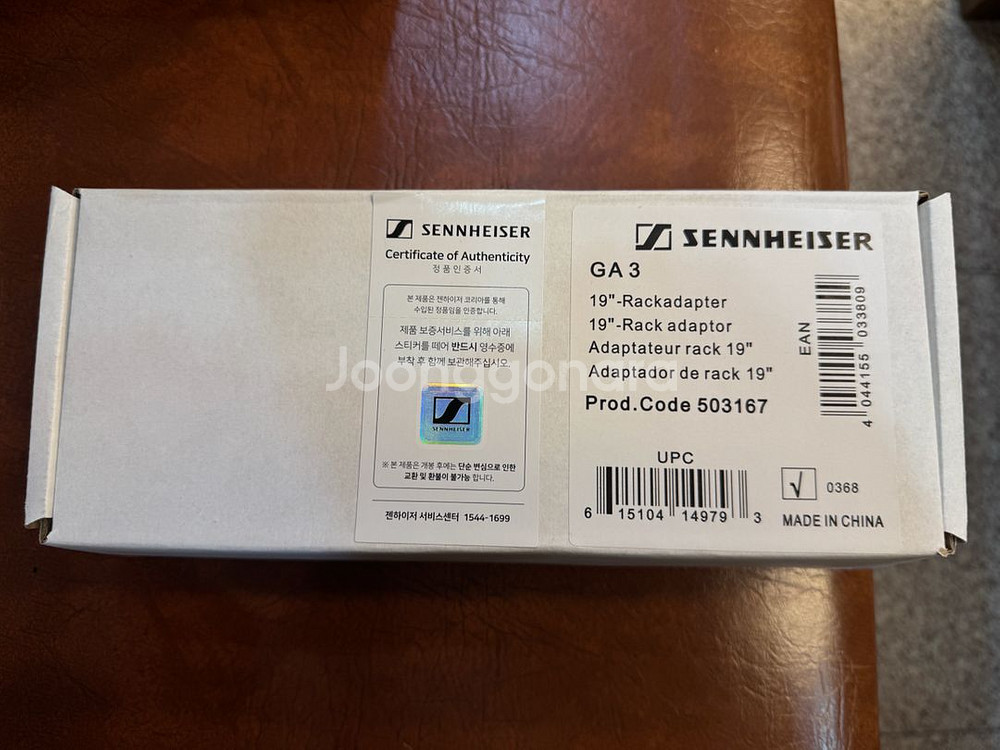 SENNHEISER
Certificate of Authenticity
정품인증서
본 제품은 젠하이저 코리아를 통해
수입된 정품임을 인증합니다.
제품 보증서비스를 위해 아래
스티커를 떼어 반드시 영수증에
부착 후 함께 보관해주십시오.
SENNHEISER
※ 본 제품은 개봉 후에는 단순 변심으로 인한
교환 및 환불이 불가능 합니다.
젠하이저 서비스센터 1544-1699
SENNHEISER
GA 3
19"-Rackadapter
19"-Rack adaptor
Adaptateur rack 19"
Adaptador de rack 19"
Prod.Code 503167
EAN
4 044155 033809
UPC
6 15104 14979 3
0368
MADE IN CHINA
Joonggonara